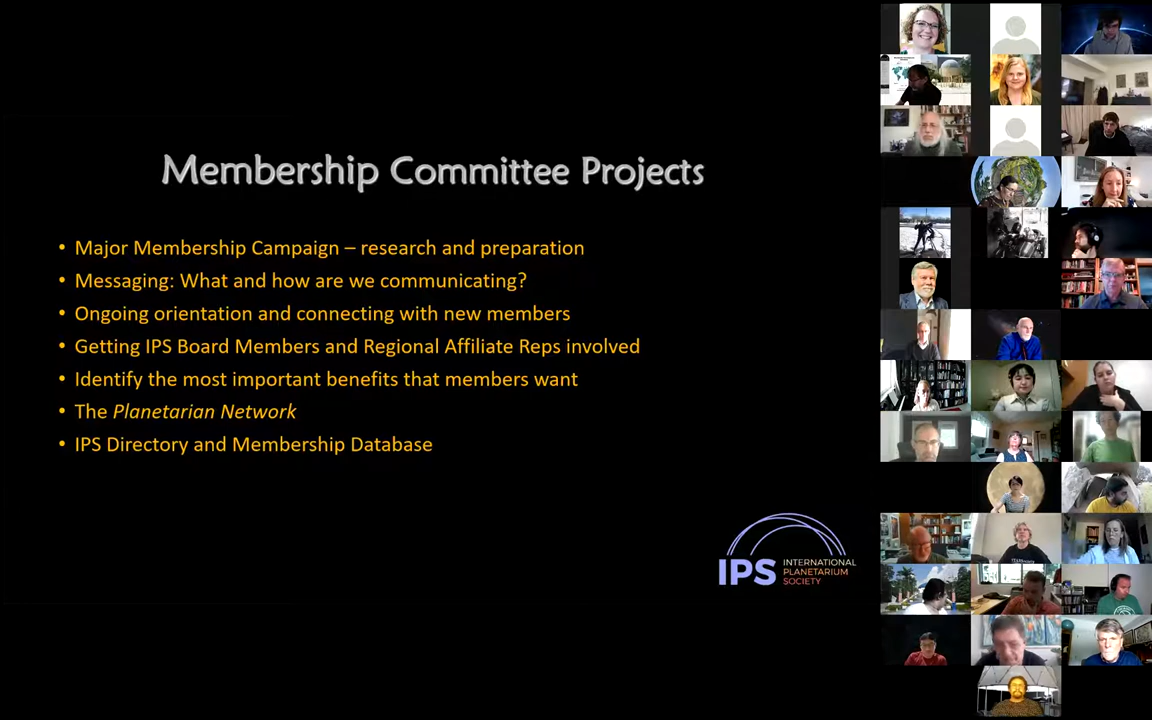 Membership Committee Projects
• Major Membership Campaign – research and preparation
• Messaging: What and how are we communicating?
• Ongoing orientation and connecting with new members
• Getting IPS Board Members and Regional Affiliate Reps involved
• Identify the most important benefits that members want
• The Planetarian Network
• IPS Directory and Membership Database
IPS INTERNATIONAL
PLANETARIUM
SOCIETY